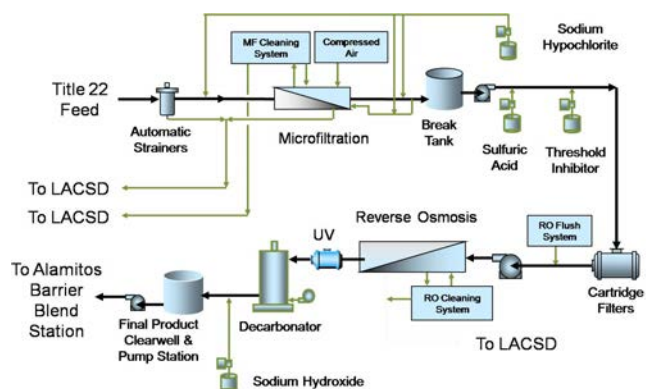 Sodium
Hypochlorite
MF Cleaning
System
Compressed
Air
Title 22
Feed
Automatic
Strainers
Microfiltration
Break
Tank
Sulfuric
Acid
Threshold
Inhibitor
To LACSD
To LACSD
Reverse Osmosis
UV
RO Flush
System
To Alamitos
Barrier
Blend
Station
Final Product
Clearwell &
Pump Station
Decarbonator
RO Cleaning
System
Cartridge
Filters
To LACSD
Sodium Hydroxide